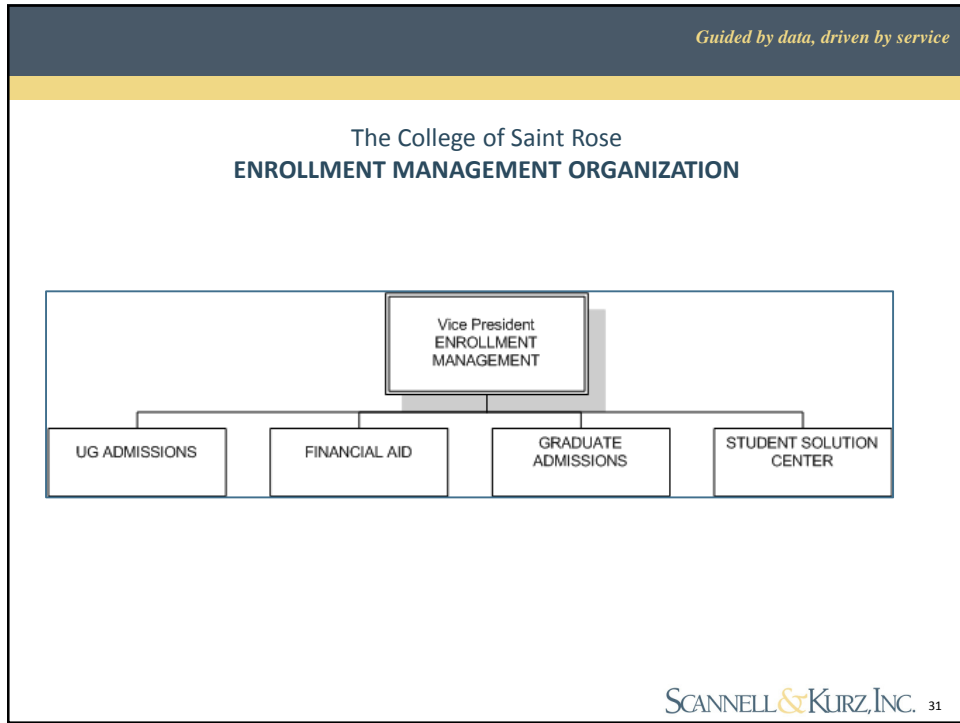 Guided by data, driven by service
The College of Saint Rose
ENROLLMENT MANAGEMENT ORGANIZATION
Vice President
ENROLLMENT
MANAGEMENT
UG ADMISSIONS
FINANCIAL AID
GRADUATE
ADMISSIONS
STUDENT SOLUTION
CENTER
SCANNELL & KURZ, INC. 31